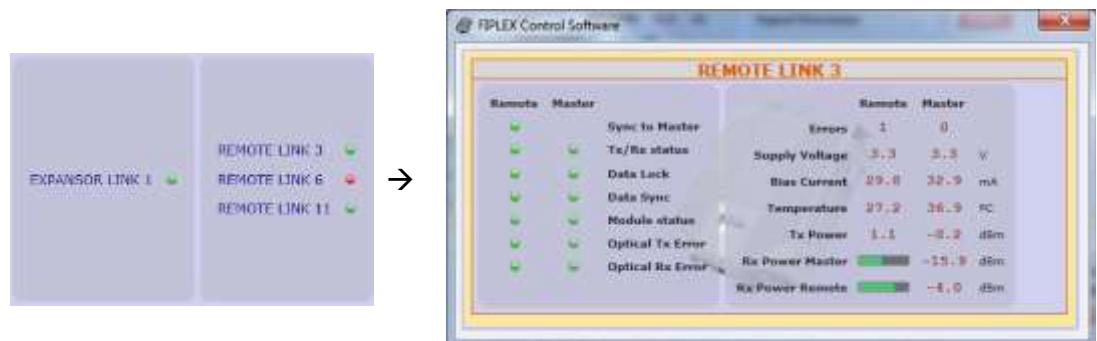 FIPLEX Control Software
REMOTE LINK 3
EXPANSOR LINK 1
REMOTE LINK 3
REMOTE LINK 6
REMOTE LINK 11
→
Remote Master
Sync to Master
Tx/Rx status
Data Lock
Data Sync
Module status
Optical Tx Error
Optical Rx Error
Remote Master
Errors 1 0
Supply Voltage 3.3 3.3 V
Bias Current 29.8 32.9 mA
Temperature 27.2 36.9 ºC
Tx Power 1.1 -0.2 dBm
Rx Power Master -15.9 dBm
Rx Power Remote -4.0 dBm